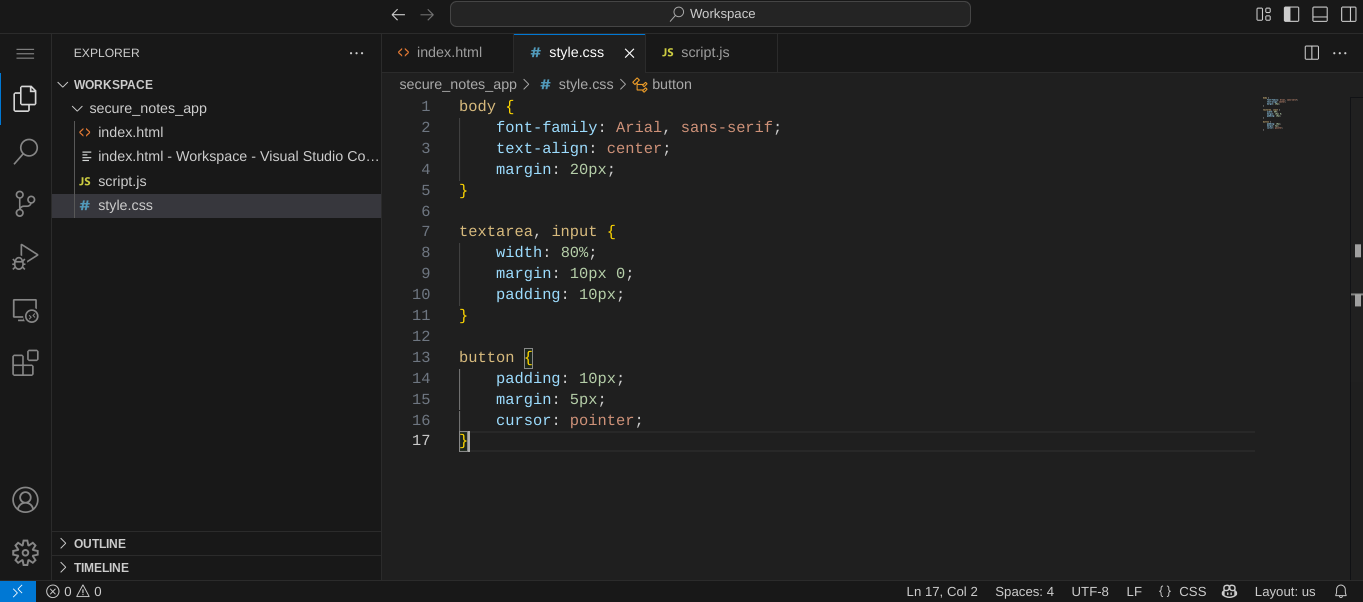 Workspace
EXPLORER
WORKSPACE
secure_notes_app
index.html
index.html - Workspace - Visual Studio Co...
script.js
style.css
OUTLINE
TIMELINE
index.html
style.css
script.js
secure_notes_app > # style.css > button
1 body {
2 font-family: Arial, sans-serif;
3 text-align: center;
4 margin: 20px;
5 }
6
7 textarea, input {
8 width: 80%;
9 margin: 10px 0;
10 padding: 10px;
11 }
12
13 button {
14 padding: 10px;
15 margin: 5px;
16 cursor: pointer;
17 }
0 0
Ln 17, Col 2 Spaces: 4 UTF-8 LF {} CSS Layout: us